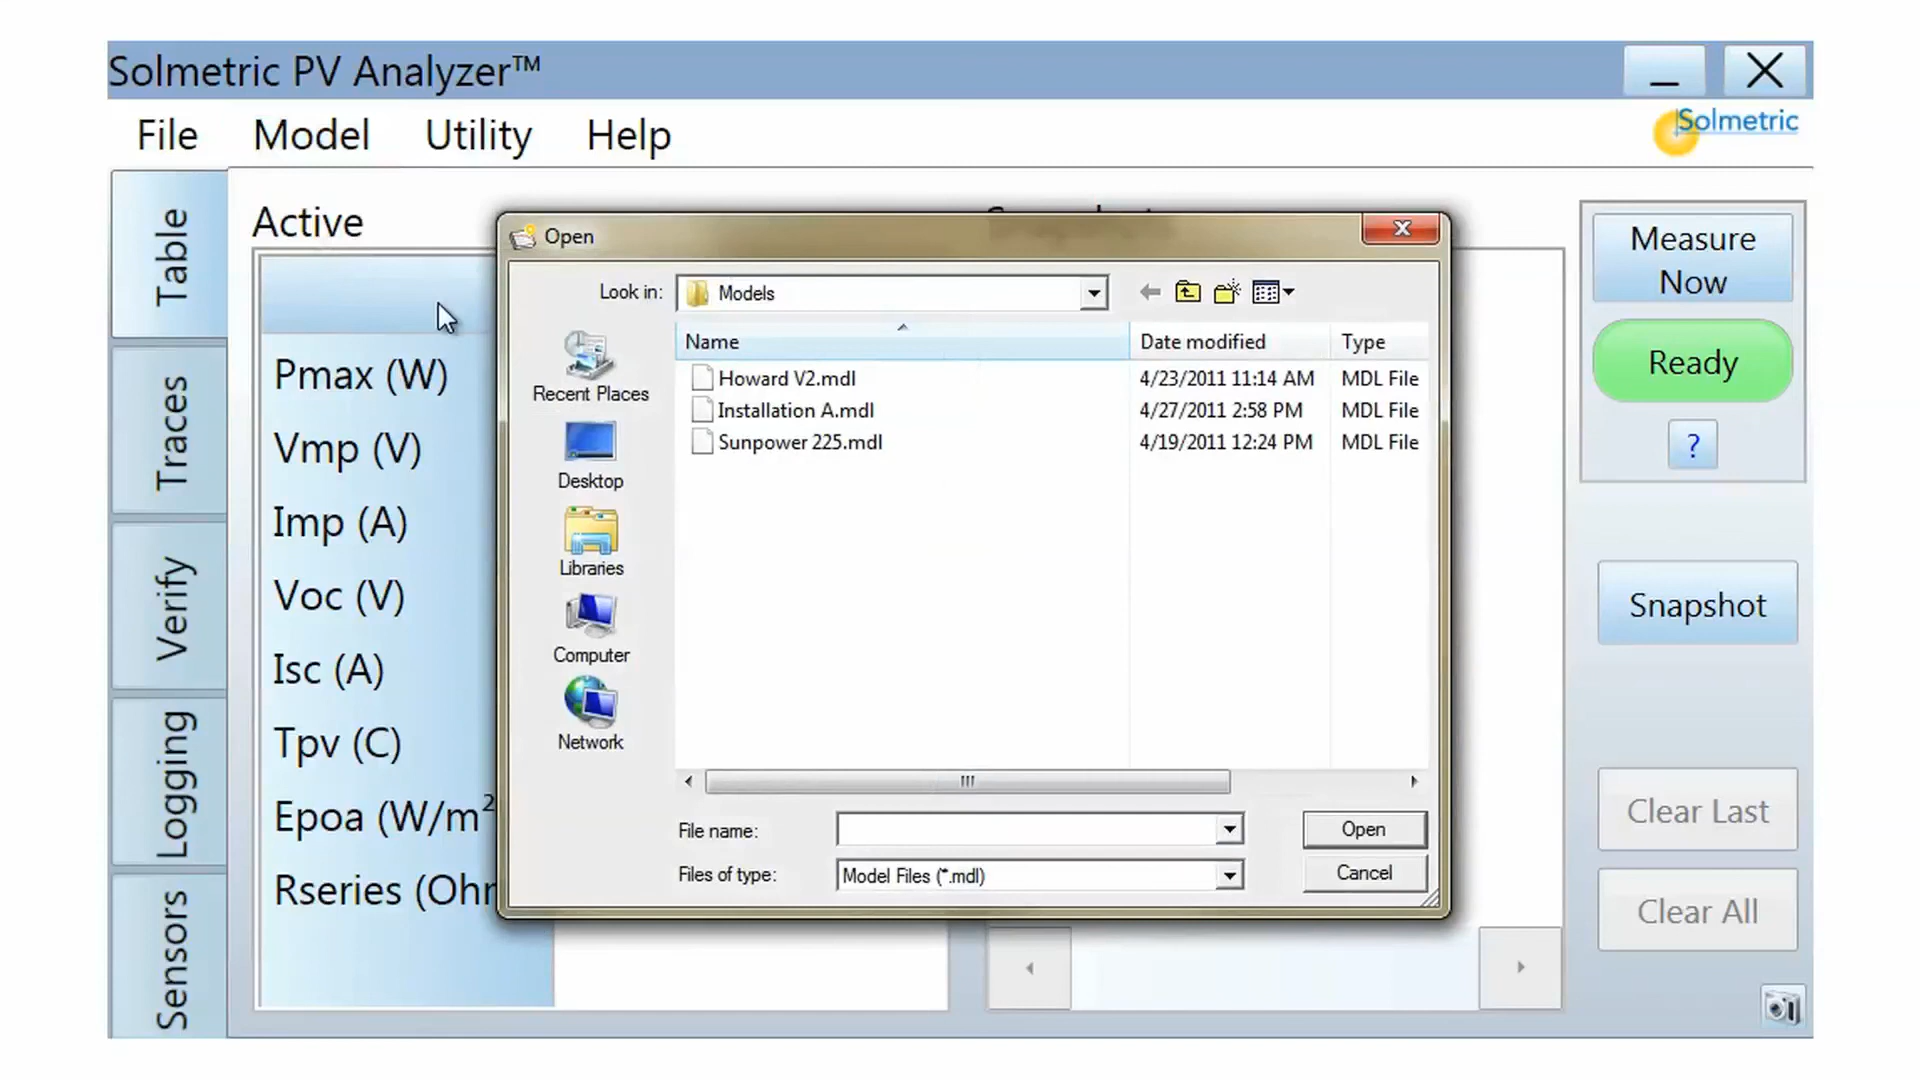 Solmetric PV Analyzer™
File Model Utility Help
Solmetric
Table
Traces
Verify
Logging
Sensors
Active
Pmax (W)
Vmp (V)
Imp (A)
Voc (V)
Isc (A)
Tpv (C)
Epoa (W/m²
Rseries (Ohm
Open
Look in: Models
Recent Places
Desktop
Libraries
Computer
Network
Name Date modified Type
Howard V2.mdl 4/23/2011 11:14 AM MDL File
Installation A.mdl 4/27/2011 2:58 PM MDL File
Sunpower 225.mdl 4/19/2011 12:24 PM MDL File
File name:
Open
Files of type: Model Files (*.mdl)
Cancel
Measure
Now
Ready
?
Snapshot
Clear Last
Clear All